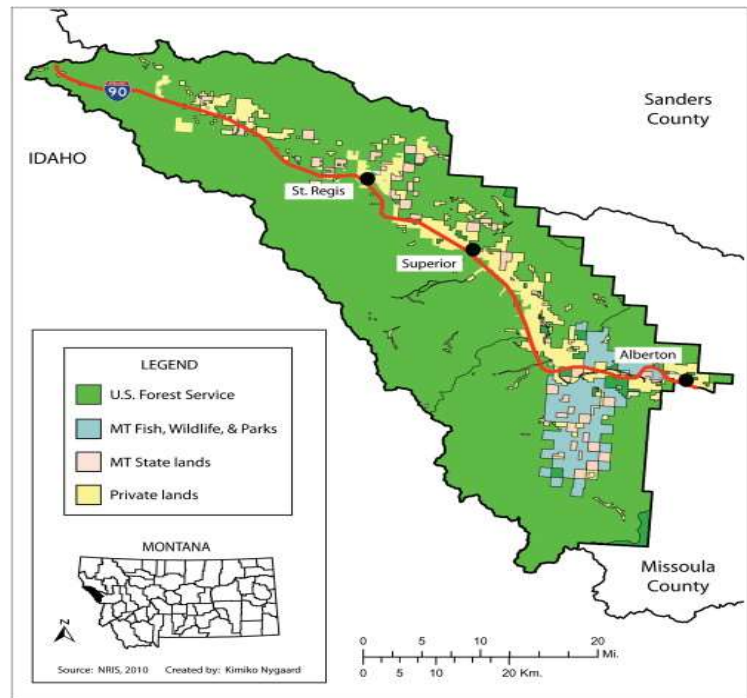 90
Sanders
County
IDAHO
St. Regis
Superior
Alberton
LEGEND
U.S. Forest Service
MT Fish, Wildlife, & Parks
MT State lands
Private lands
MONTANA
Missoula
County
N
Source: NRIS, 2010 Created by: Kimiko Nygaard
0 5 10 20
Mi.
0 5 10 20 Km.